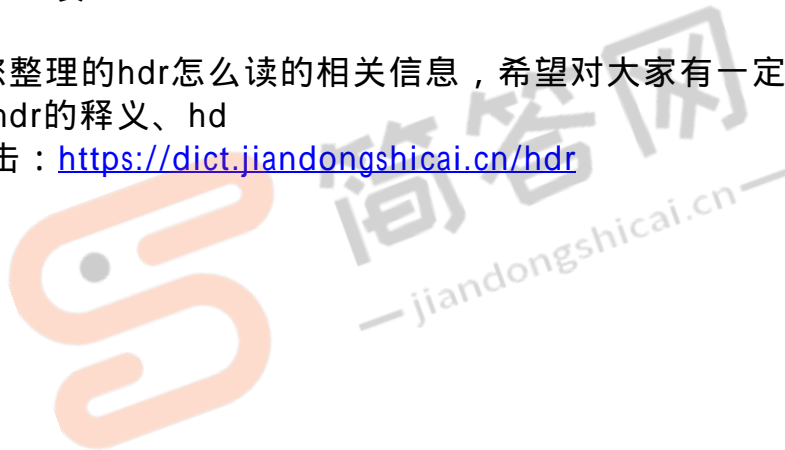 整理的hdr怎么读的相关信息，希望对大家有一定
hdr的释义、hd
击：https://dict.jiandongshicai.cn/hdr
简答网
jiandongshicai.cn